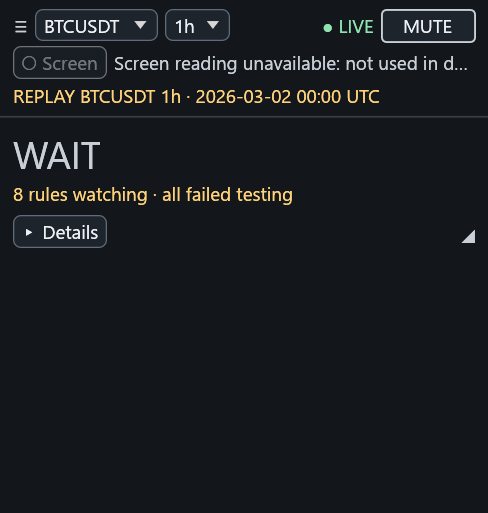 ☰ BTCUSDT ▼ 1h ▼ ● LIVE MUTE
○ Screen Screen reading unavailable: not used in d...
REPLAY BTCUSDT 1h · 2026-03-02 00:00 UTC
WAIT
8 rules watching · all failed testing
▸ Details